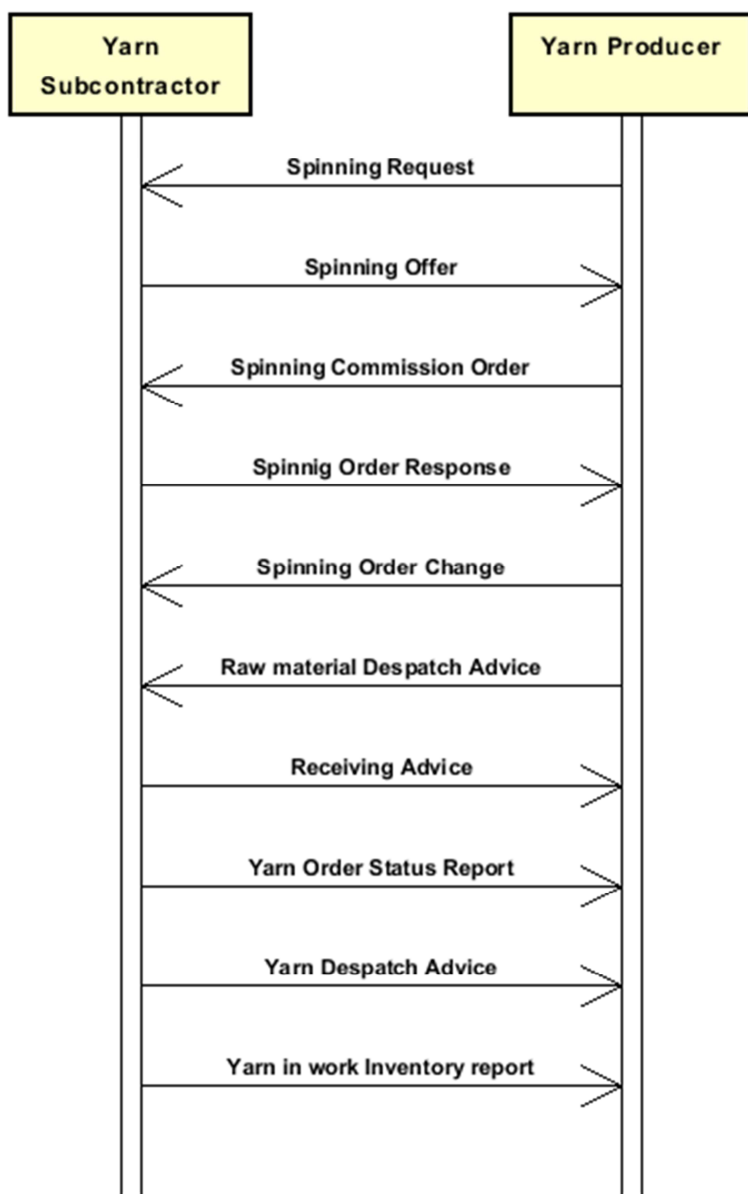 Yarn
Subcontractor
Yarn Producer
Spinning Request
Spinning Offer
Spinning Commission Order
Spinnig Order Response
Spinning Order Change
Raw material Despatch Advice
Receiving Advice
Yarn Order Status Report
Yarn Despatch Advice
Yarn in work Inventory report